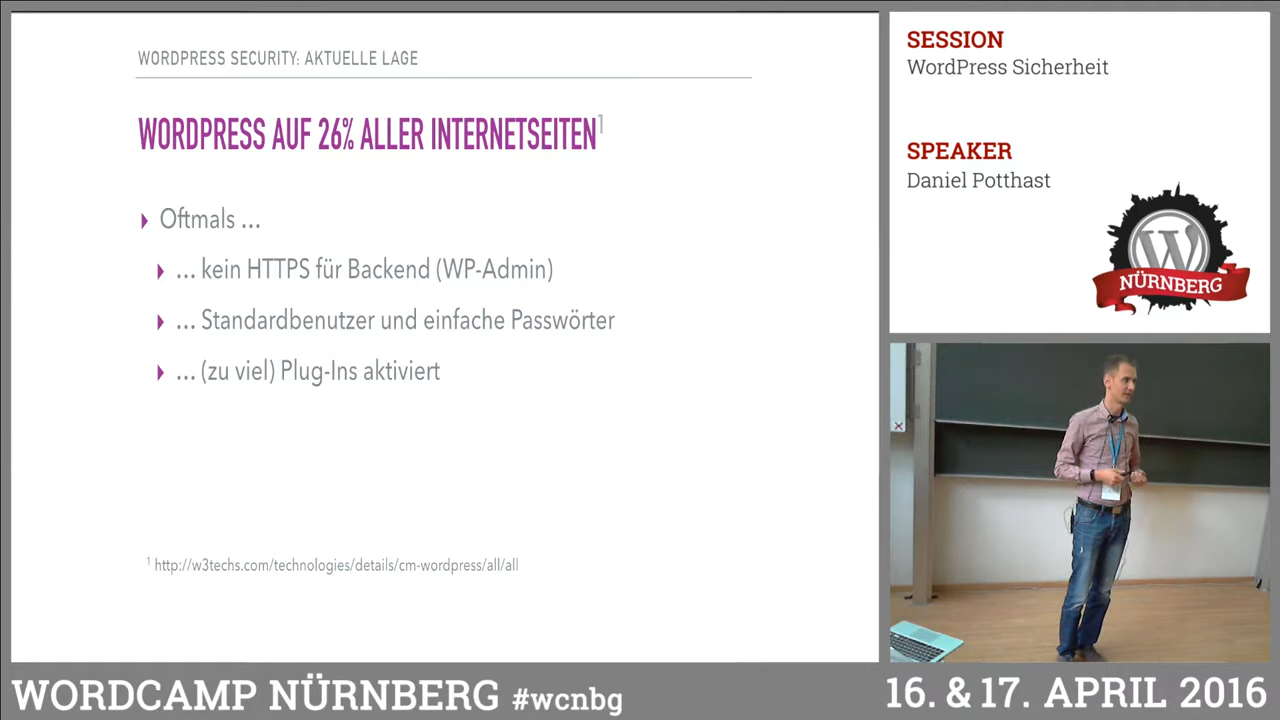 WORDPRESS SECURITY: AKTUELLE LAGE
WORDPRESS AUF 26% ALLER INTERNETSEITEN¹
Oftmals ...
... kein HTTPS für Backend (WP-Admin)
... Standardbenutzer und einfache Passwörter
... (zu viel) Plug-Ins aktiviert
¹ http://w3techs.com/technologies/details/cm-wordpress/all/all
SESSION
WordPress Sicherheit
SPEAKER
Daniel Potthast
W
NÜRNBERG
WORDCAMP NÜRNBERG #wcnbg
16. & 17. APRIL 2016